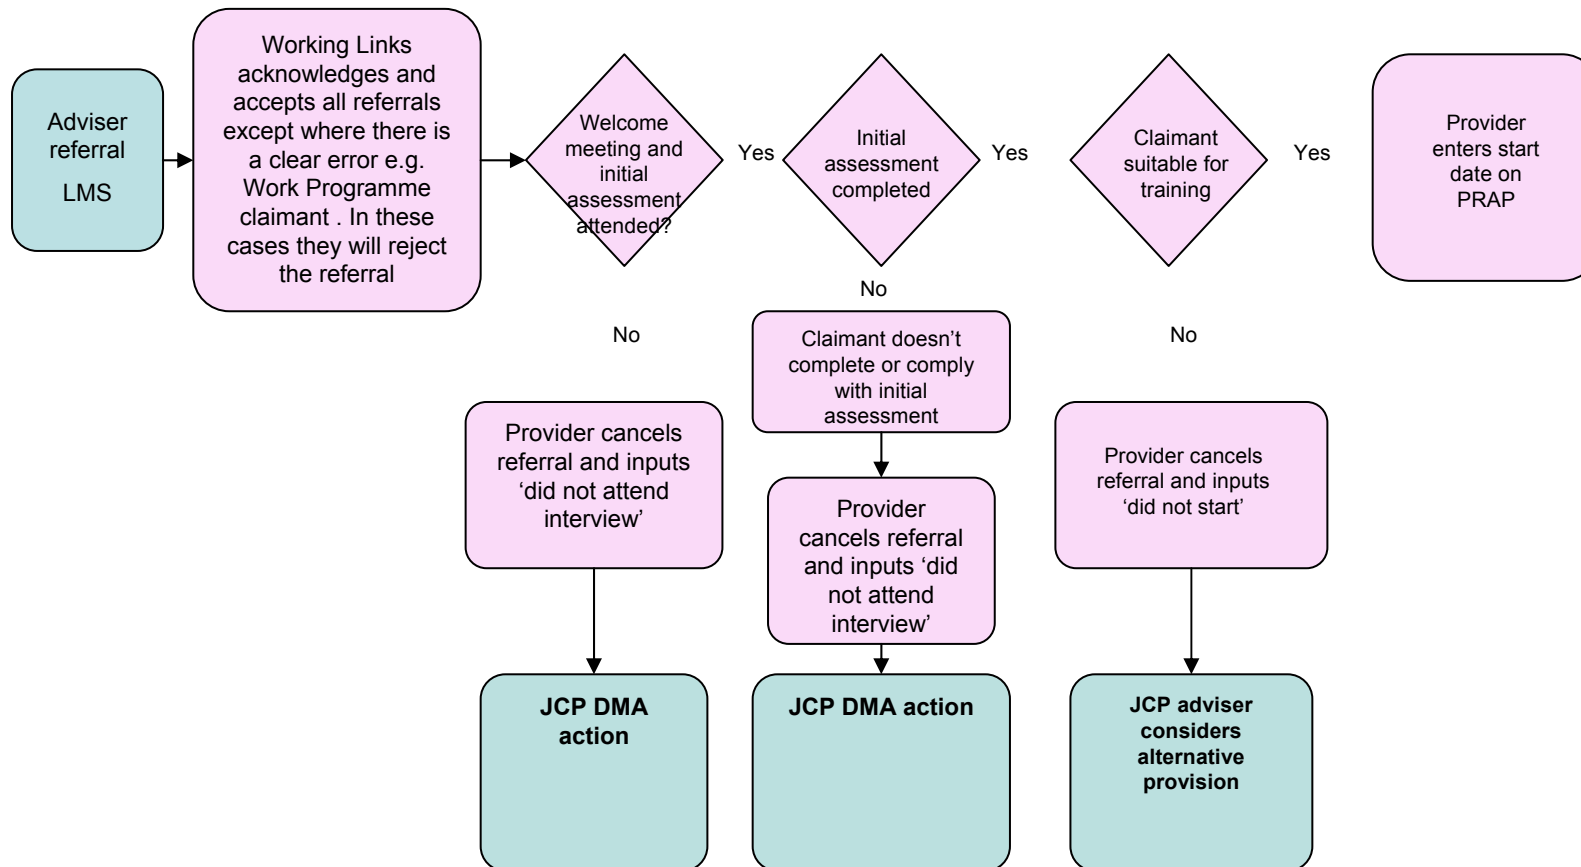 Adviser
referral
LMS
Working Links
acknowledges and
accepts all referrals
except where there is
a clear error e.g.
Work Programme
claimant . In these
cases they will reject
the referral
Welcome
meeting and
initial
assessment
attended?
Yes
Initial
assessment
completed
Yes
Claimant
suitable for
training
Yes
Provider
enters start
date on
PRAP
No
No
No
Claimant doesn’t
complete or comply
with initial
assessment
Provider cancels
referral and inputs
‘did not attend
interview’
Provider
cancels referral
and inputs ‘did
not attend
interview’
Provider cancels
referral and inputs
‘did not start’
JCP DMA
action
JCP DMA action
JCP adviser
considers
alternative
provision